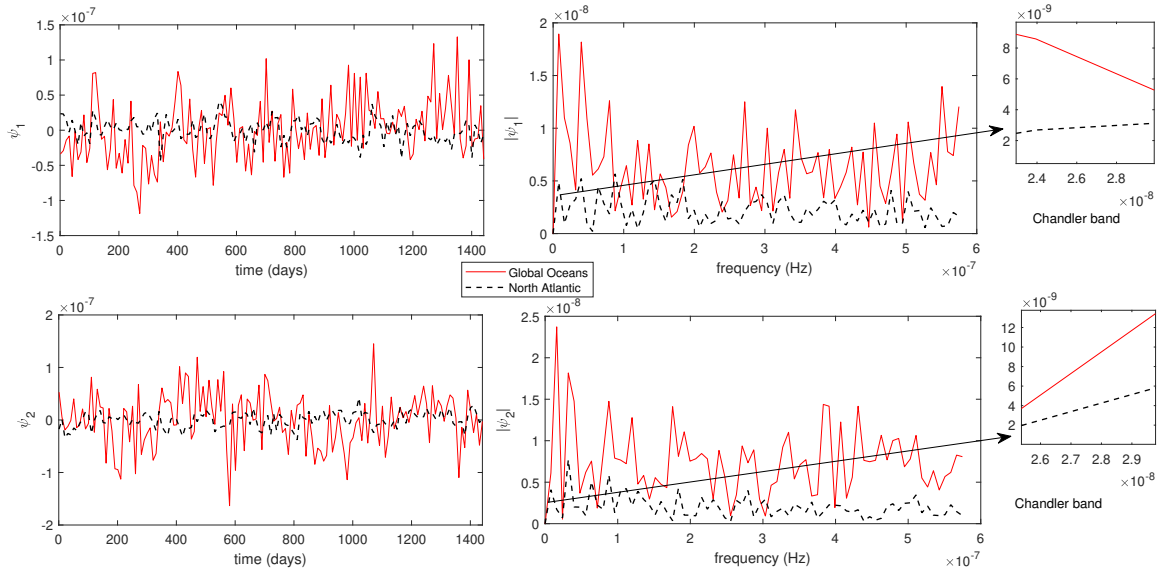 ×10⁻⁷
1.5
1
0.5
0
-0.5
-1
-1.5
ψ₁
0 200 400 600 800 1000 1200 1400
time (days)
×10⁻⁸
2
1.5
1
0.5
0
|ψ₁|
0 1 2 3 4 5 6
frequency (Hz)
×10⁻⁷
×10⁻⁹
8
6
4
2
2.4 2.6 2.8
×10⁻⁸
Chandler band
Global Oceans
North Atlantic
×10⁻⁷
2
1
0
-1
-2
ψ₂
0 200 400 600 800 1000 1200 1400
time (days)
×10⁻⁸
2.5
2
1.5
1
0.5
0
|ψ₂|
0 1 2 3 4 5 6
frequency (Hz)
×10⁻⁷
×10⁻⁹
12
10
8
6
4
2
2.6 2.7 2.8 2.9
×10⁻⁸
Chandler band